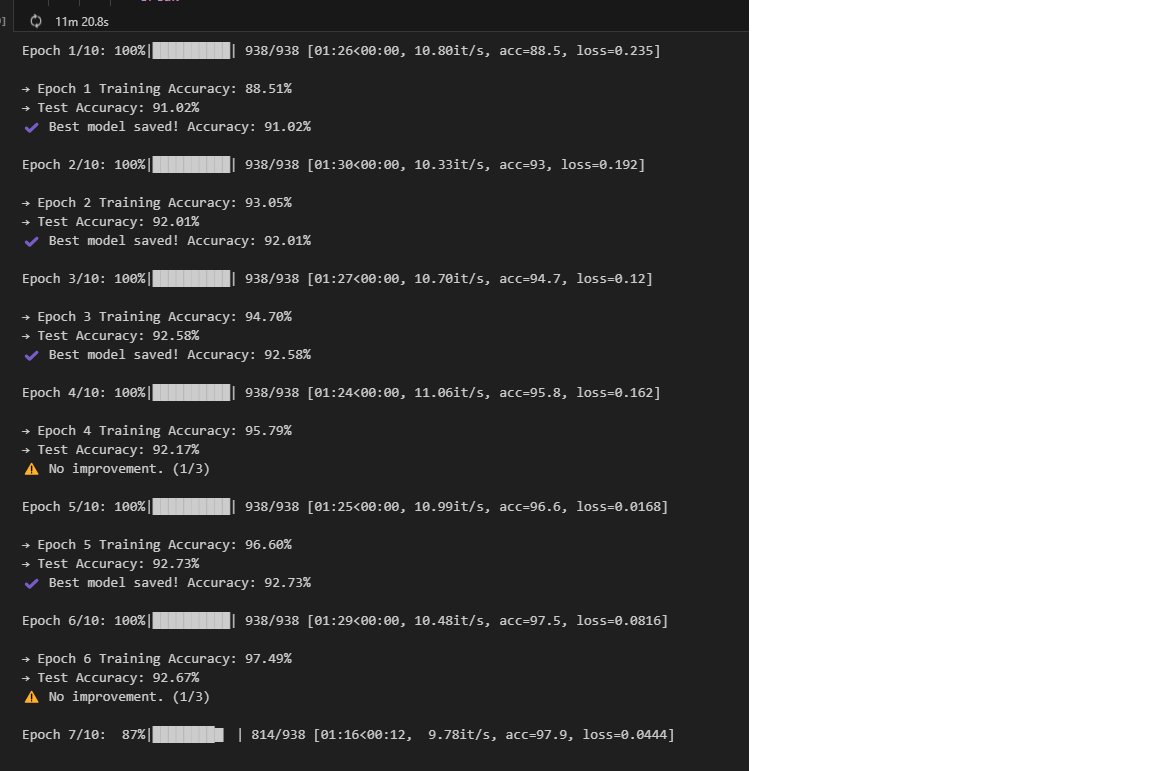 11m 20.8s
Epoch 1/10: 100%|██████████| 938/938 [01:26<00:00, 10.80it/s, acc=88.5, loss=0.235]
→ Epoch 1 Training Accuracy: 88.51%
→ Test Accuracy: 91.02%
✔ Best model saved! Accuracy: 91.02%
Epoch 2/10: 100%|██████████| 938/938 [01:30<00:00, 10.33it/s, acc=93, loss=0.192]
→ Epoch 2 Training Accuracy: 93.05%
→ Test Accuracy: 92.01%
✔ Best model saved! Accuracy: 92.01%
Epoch 3/10: 100%|██████████| 938/938 [01:27<00:00, 10.70it/s, acc=94.7, loss=0.12]
→ Epoch 3 Training Accuracy: 94.70%
→ Test Accuracy: 92.58%
✔ Best model saved! Accuracy: 92.58%
Epoch 4/10: 100%|██████████| 938/938 [01:24<00:00, 11.06it/s, acc=95.8, loss=0.162]
→ Epoch 4 Training Accuracy: 95.79%
→ Test Accuracy: 92.17%
⚠ No improvement. (1/3)
Epoch 5/10: 100%|██████████| 938/938 [01:25<00:00, 10.99it/s, acc=96.6, loss=0.0168]
→ Epoch 5 Training Accuracy: 96.60%
→ Test Accuracy: 92.73%
✔ Best model saved! Accuracy: 92.73%
Epoch 6/10: 100%|██████████| 938/938 [01:29<00:00, 10.48it/s, acc=97.5, loss=0.0816]
→ Epoch 6 Training Accuracy: 97.49%
→ Test Accuracy: 92.67%
⚠ No improvement. (1/3)
Epoch 7/10:  87%|████████▋ | 814/938 [01:16<00:12,  9.78it/s, acc=97.9, loss=0.0444]